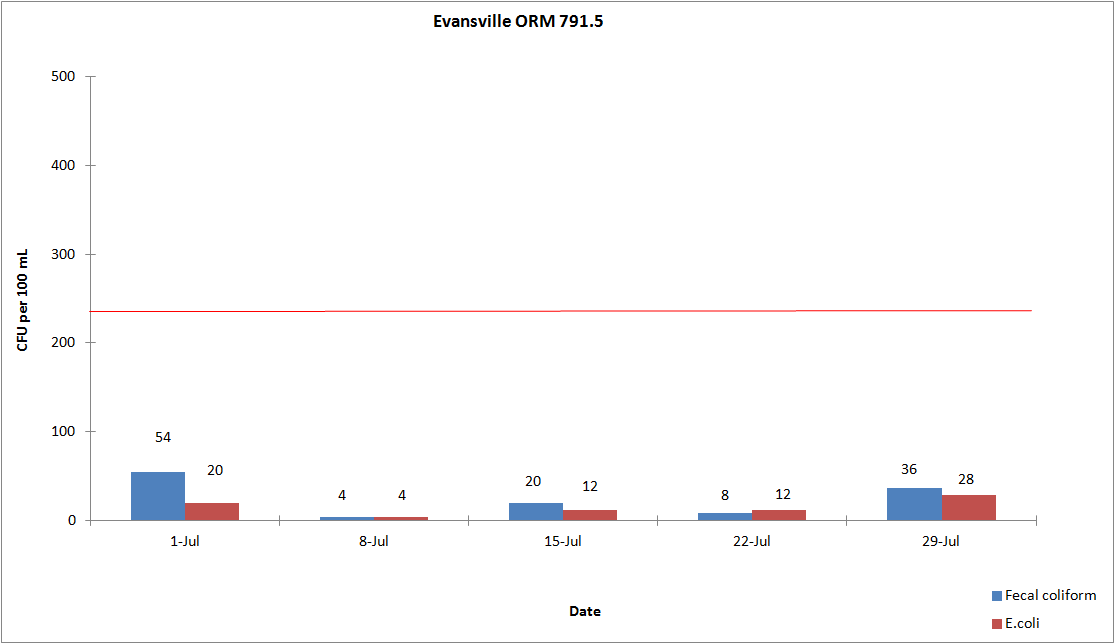 Evansville ORM 791.5
500
400
300
200
100
0
CFU per 100 mL
54
20
4
4
20
12
8
12
36
28
1-Jul
8-Jul
15-Jul
22-Jul
29-Jul
Date
Fecal coliform
E.coli